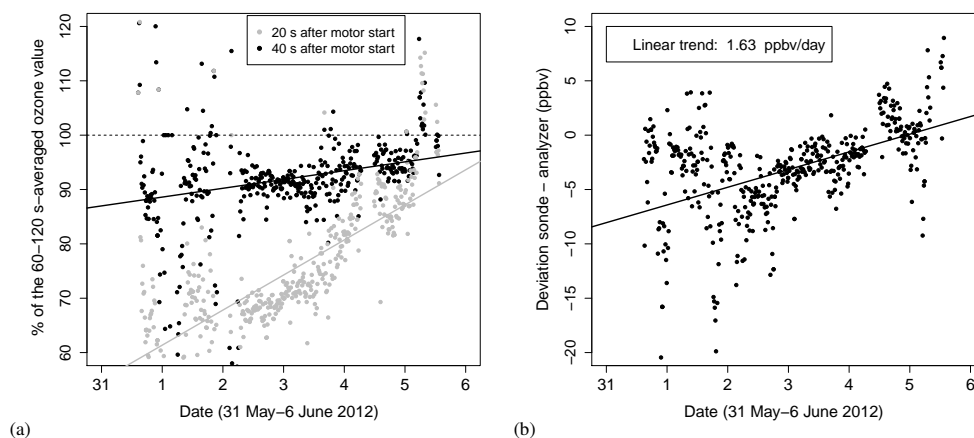 20 s after motor start
40 s after motor start
% of the 60−120 s−averaged ozone value
120
110
100
90
80
70
60
31 1 2 3 4 5 6
Date (31 May−6 June 2012)
(a)
Linear trend: 1.63 ppbv/day
Deviation sonde − analyzer (ppbv)
10
5
0
−5
−10
−15
−20
31 1 2 3 4 5 6
Date (31 May−6 June 2012)
(b)